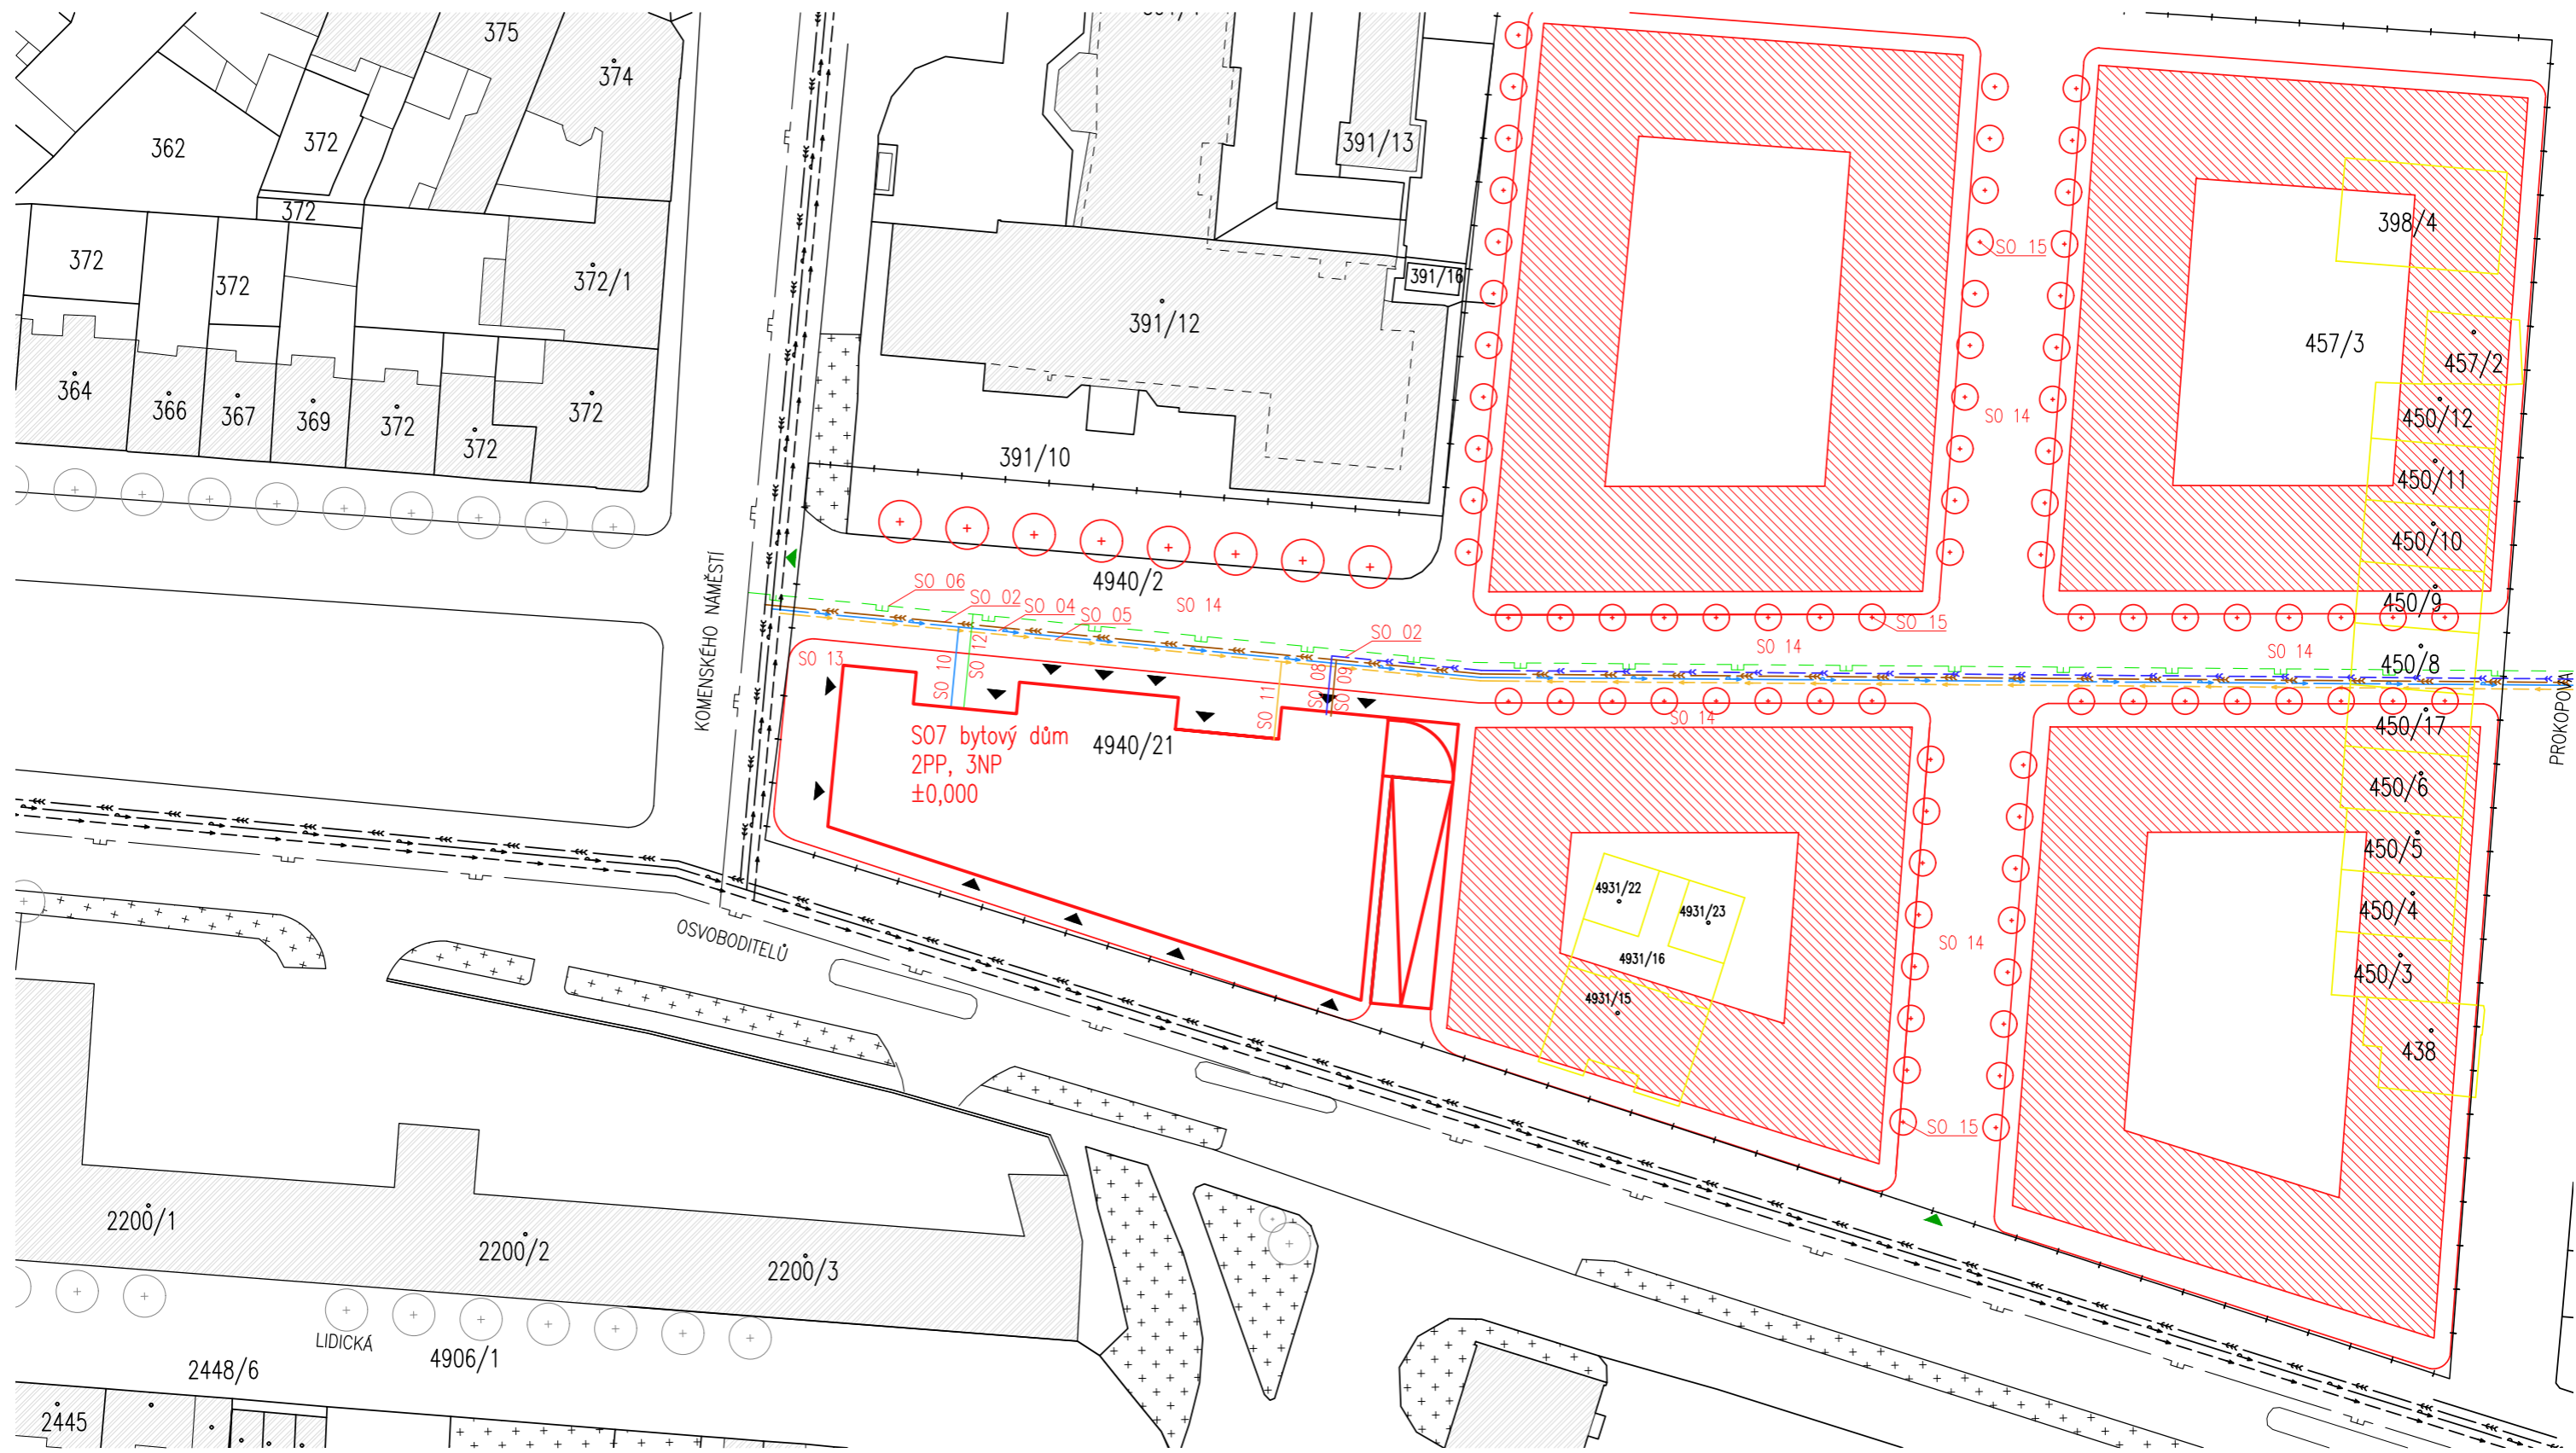 375
374
391/13
362
372
372
398/4
372
372/1
SO 15
372
391/16
391/12
457/3
457/2
364
366
367
369
372
372
372
SO 14
450/12
391/10
450/11
450/10
4940/2
SO 06
SO 02
SO 04
SO 05
SO 14
450/9
SO 15
SO 02
SO 14
SO 14
KOMENSKÉHO NÁMĚSTÍ
SO 13
SO 10
SO 12
SO 11
SO 08
SO 09
450/8
PROKOPOVA
SO 14
450/17
SO7 bytový dům
2PP, 3NP
±0,000
4940/21
450/6
450/5
4931/22
4931/23
450/4
OSVOBODITELŮ
4931/16
SO 14
450/3
4931/15
438
SO 15
2200/1
2200/2
2200/3
LIDICKÁ
4906/1
2448/6
2445